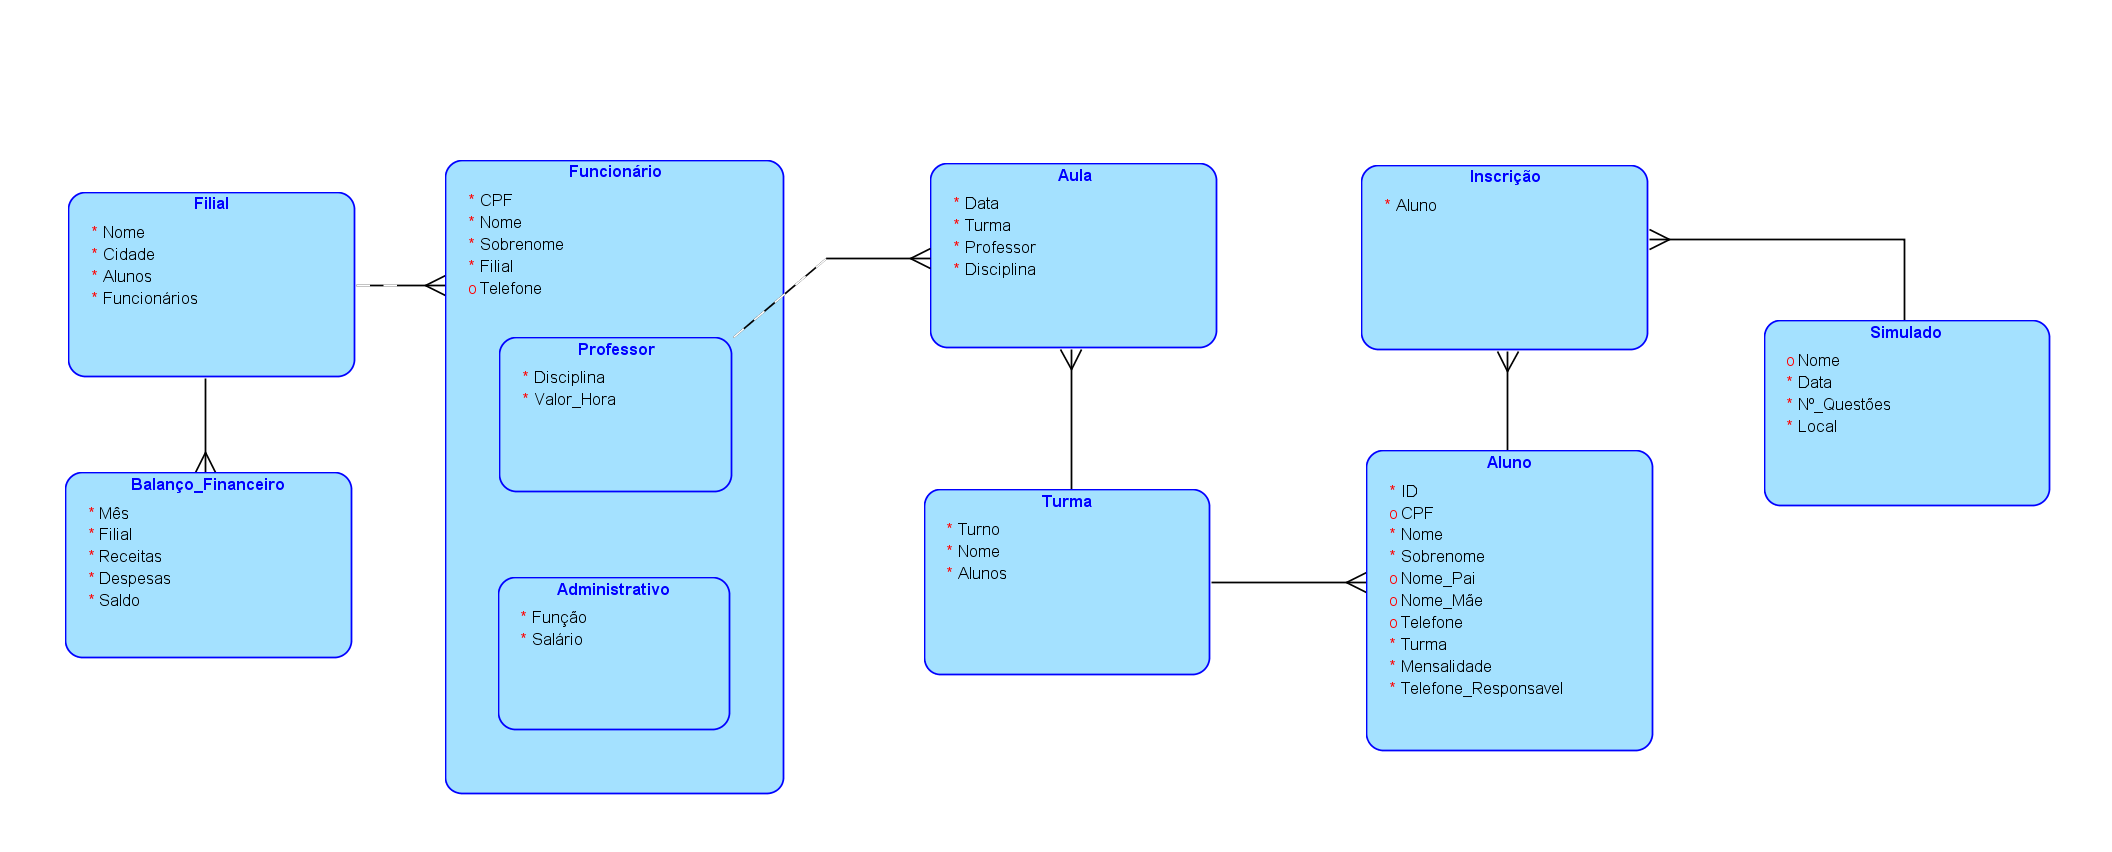 Filial
* Nome
* Cidade
* Alunos
* Funcionários
Balanço_Financeiro
* Mês
* Filial
* Receitas
* Despesas
* Saldo
Funcionário
* CPF
* Nome
* Sobrenome
* Filial
o Telefone
Professor
* Disciplina
* Valor_Hora
Administrativo
* Função
* Salário
Aula
* Data
* Turma
* Professor
* Disciplina
Turma
* Turno
* Nome
* Alunos
Inscrição
* Aluno
Aluno
* ID
o CPF
* Nome
* Sobrenome
o Nome_Pai
o Nome_Mãe
o Telefone
* Turma
* Mensalidade
* Telefone_Responsavel
Simulado
o Nome
* Data
* Nº_Questões
* Local